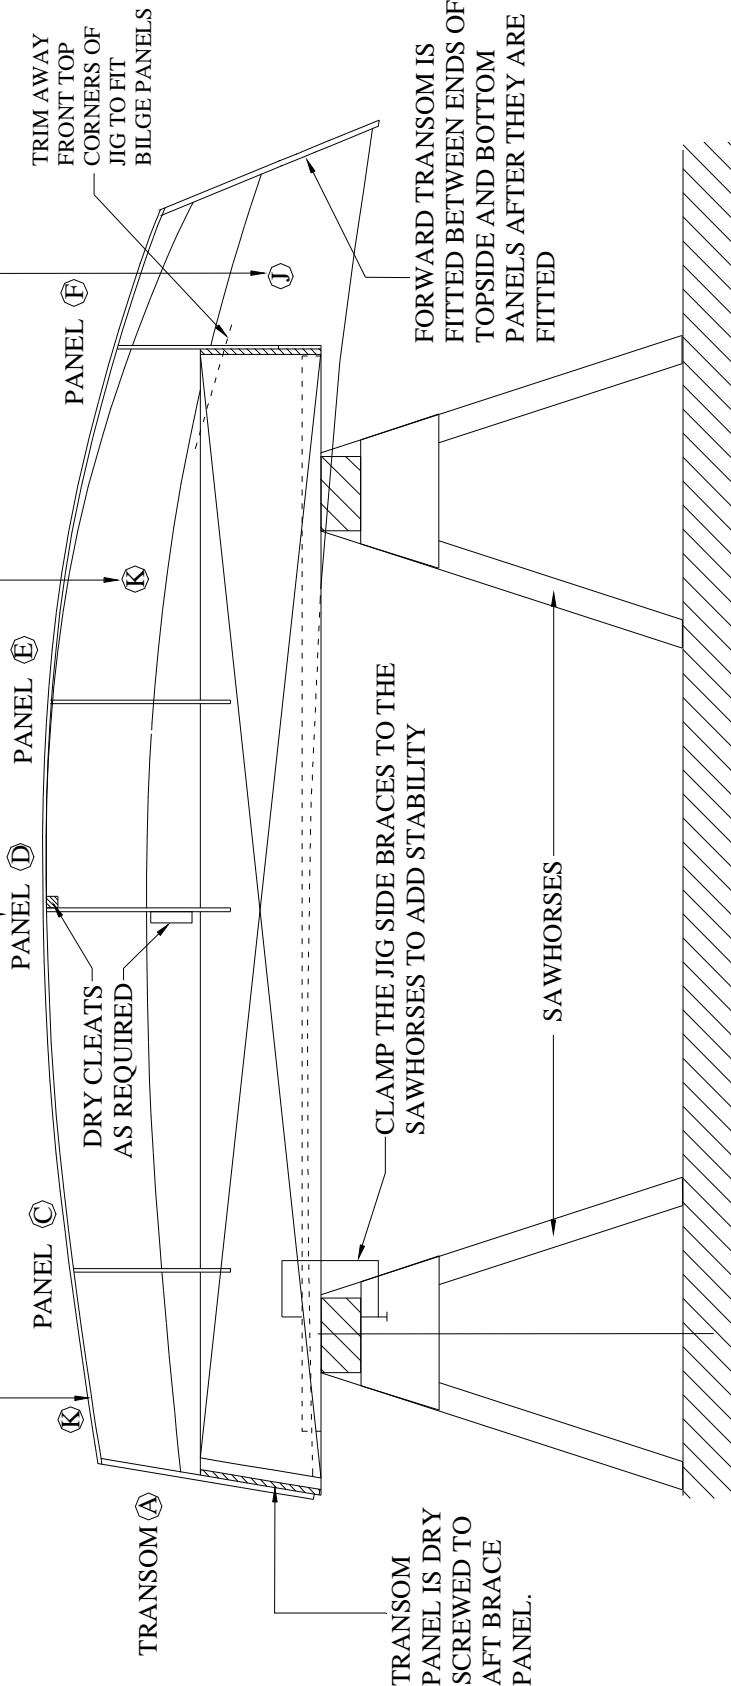 TRANSOM A
K
PANEL C
PANEL D
PANEL E
PANEL F
K
J
DRY CLEATS
AS REQUIRED
TRIM AWAY
FRONT TOP
CORNERS OF
JIG TO FIT
BILGE PANELS
TRANSOM
PANEL IS DRY
SCREWED TO
AFT BRACE
PANEL.
CLAMP THE JIG SIDE BRACES TO THE
SAWHORSES TO ADD STABILITY
FORWARD TRANSOM IS
FITTED BETWEEN ENDS OF
TOPSIDE AND BOTTOM
PANELS AFTER THEY ARE
FITTED
SAWHORSES